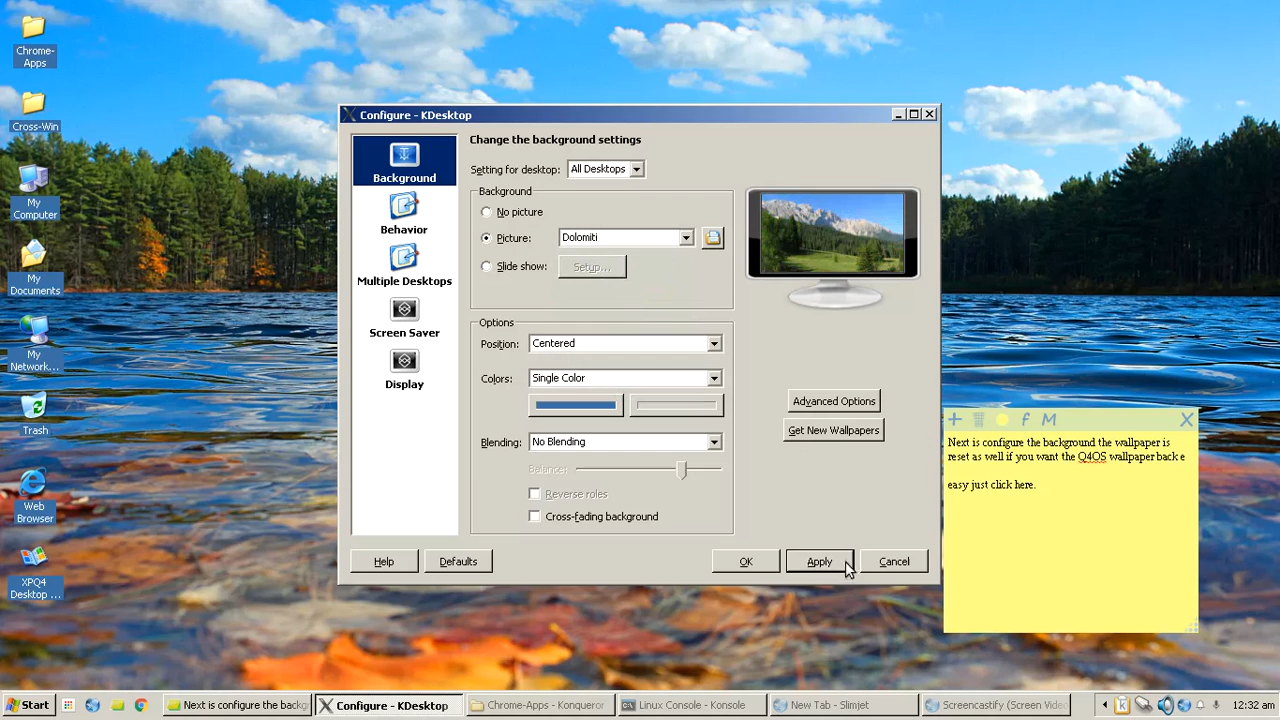 Chrome-
Apps
Cross-Win
My
Computer
My
Documents
My
Network...
Trash
Web
Browser
XPQ4
Desktop ...
Configure - KDesktop
Background
Behavior
Multiple Desktops
Screen Saver
Display
Change the background settings
Setting for desktop: All Desktops
Background
No picture
Picture: Dolomiti
Slide show: Setup...
Options
Position: Centered
Colors: Single Color
Blending: No Blending
Balance:
Reverse roles
Cross-fading background
Advanced Options
Get New Wallpapers
Help
Defaults
OK
Apply
Cancel
f M X
Next is configure the background the wallpaper is
reset as well if you want the Q4OS wallpaper back e
easy just click here.
Start
Next is configure the backg
Configure - KDesktop
Chrome-Apps - Konqueror
Linux Console - Konsole
New Tab - Slimjet
Screencastify (Screen Vide
12:32 am